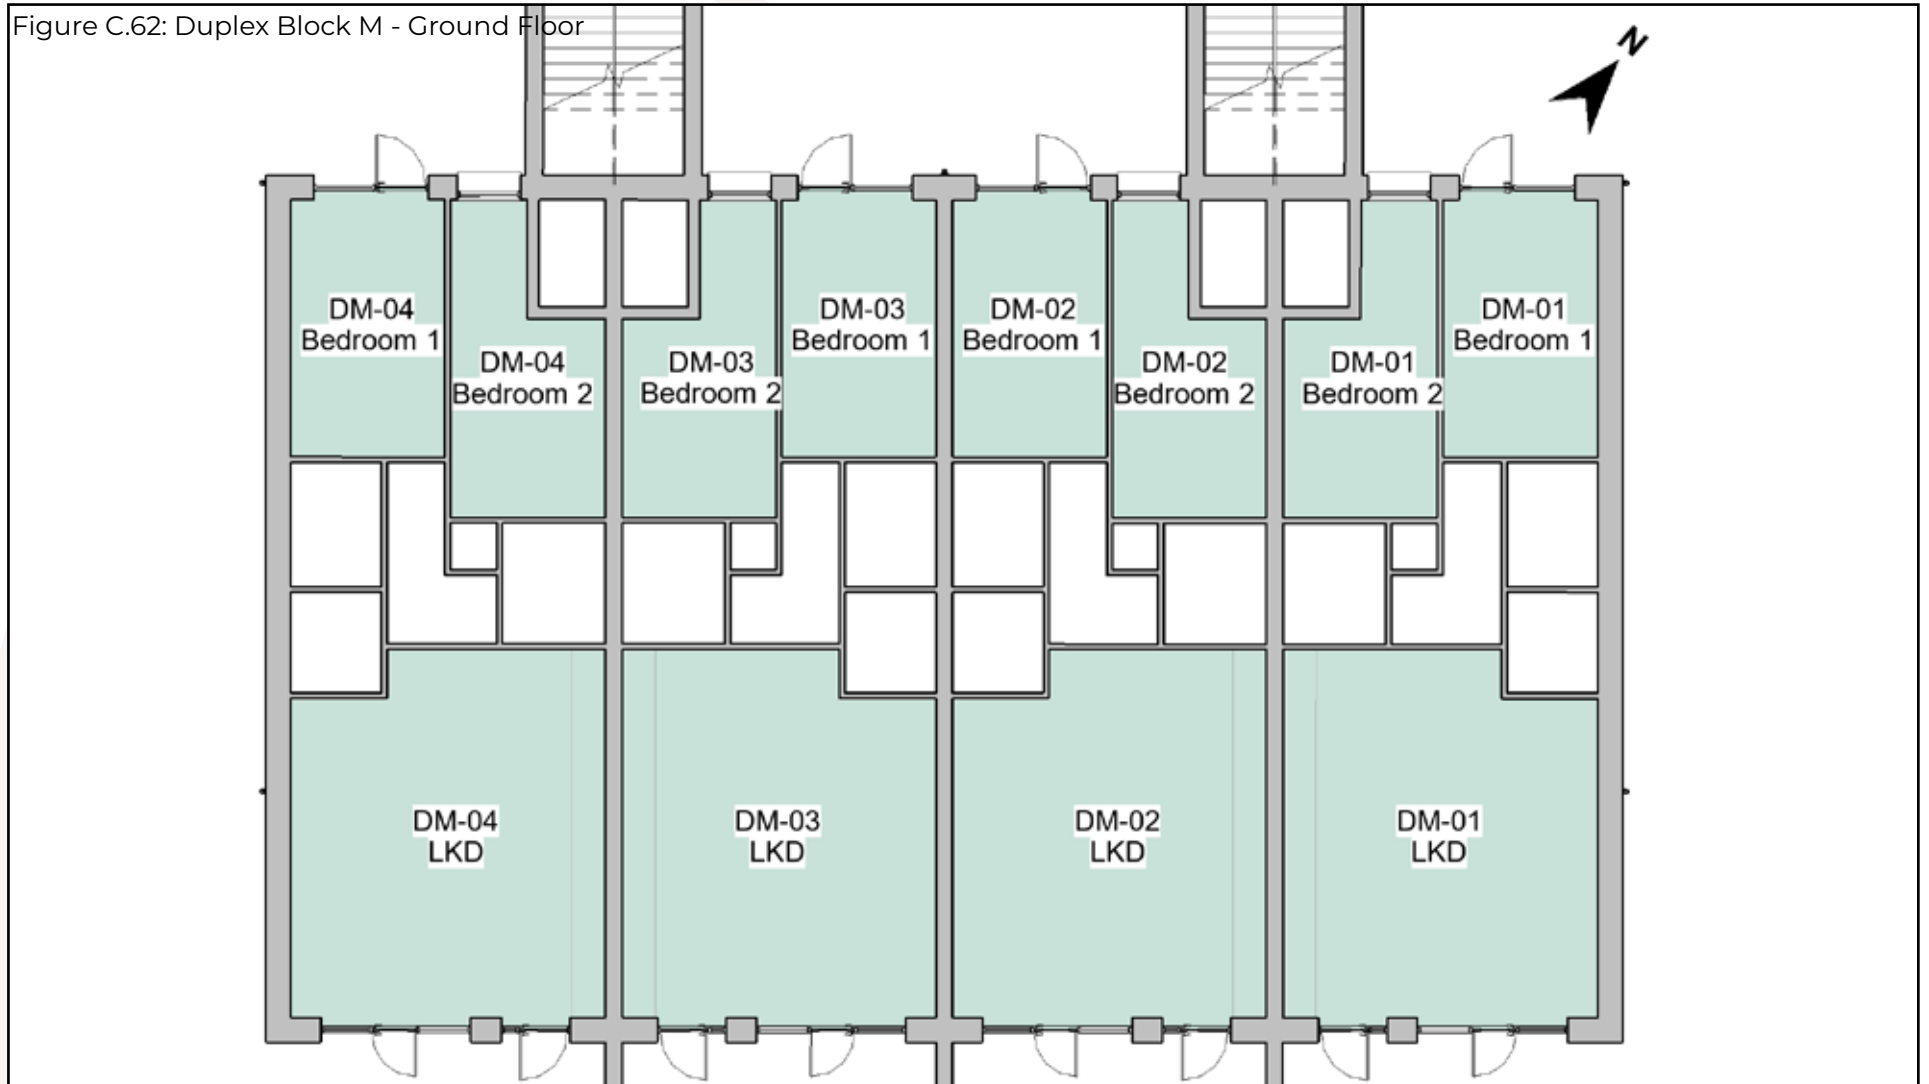 Figure C.62: Duplex Block M - Ground Floor
N
DM-04
Bedroom 1
DM-04
Bedroom 2
DM-03
Bedroom 2
DM-03
Bedroom 1
DM-02
Bedroom 1
DM-02
Bedroom 2
DM-01
Bedroom 2
DM-01
Bedroom 1
DM-04
LKD
DM-03
LKD
DM-02
LKD
DM-01
LKD